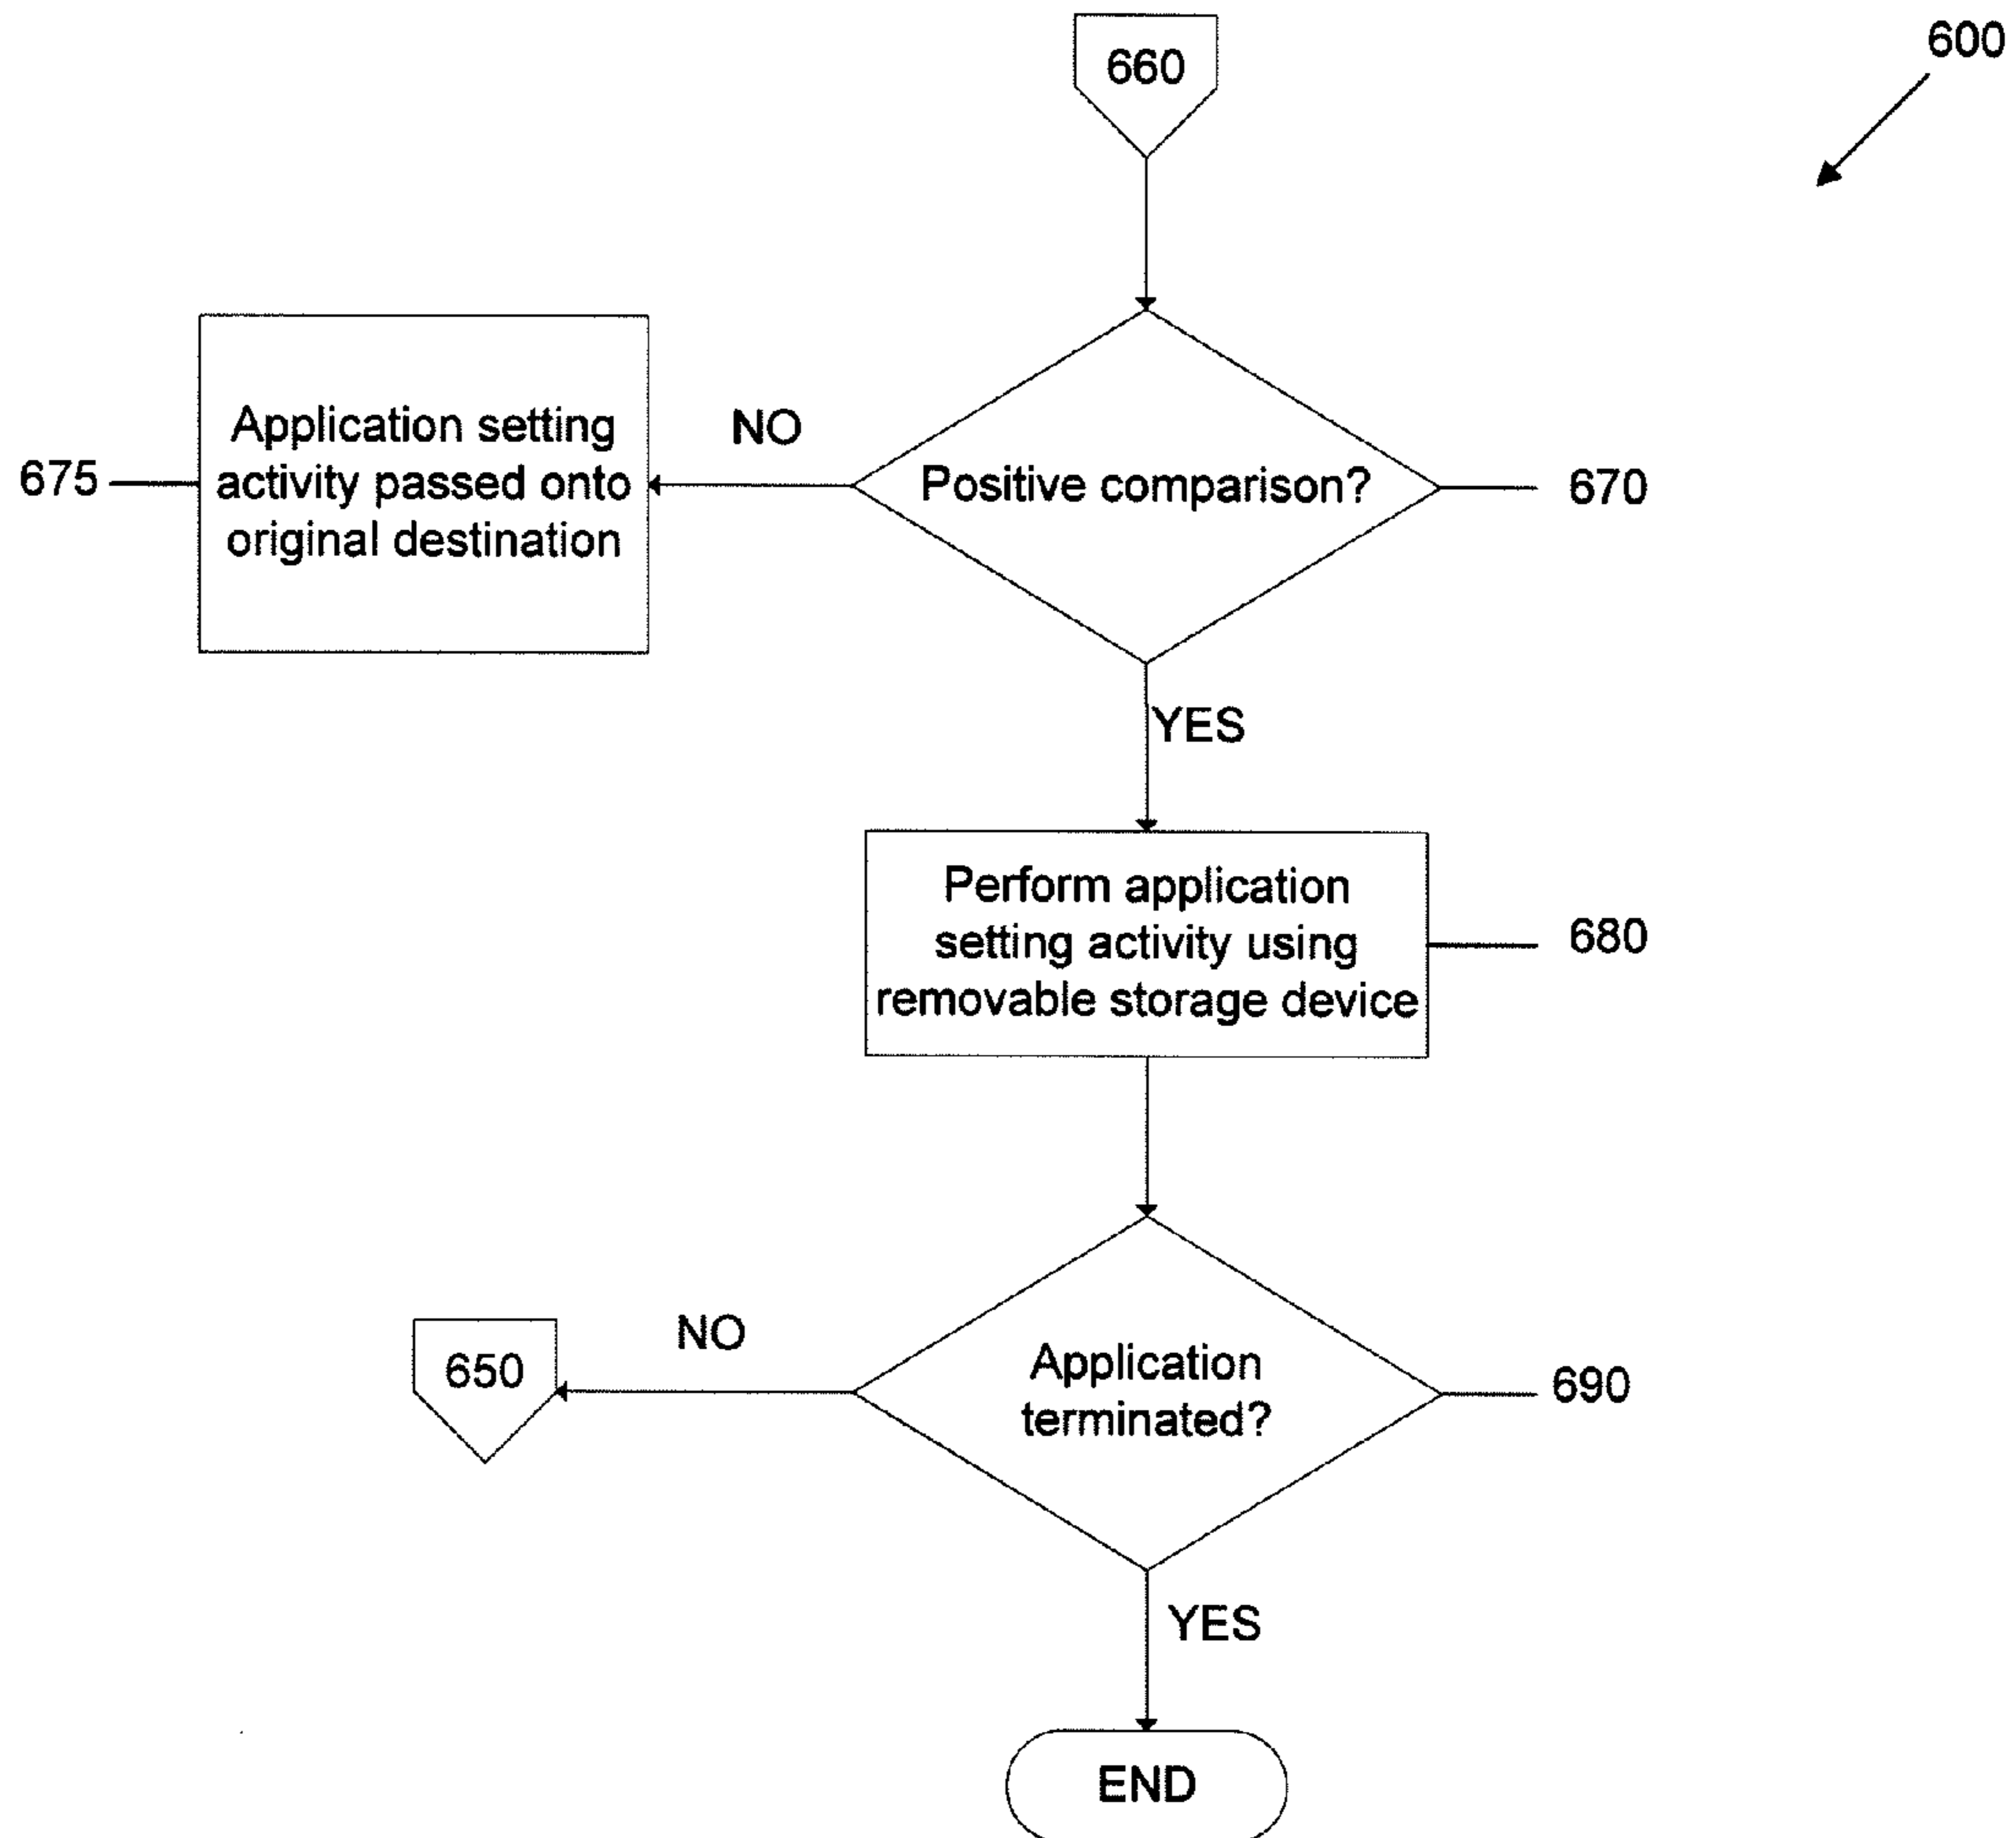 660
600
Application setting
activity passed onto
original destination
675
NO
Positive comparison?
670
YES
Perform application
setting activity using
removable storage device
680
650
NO
Application
terminated?
690
YES
END